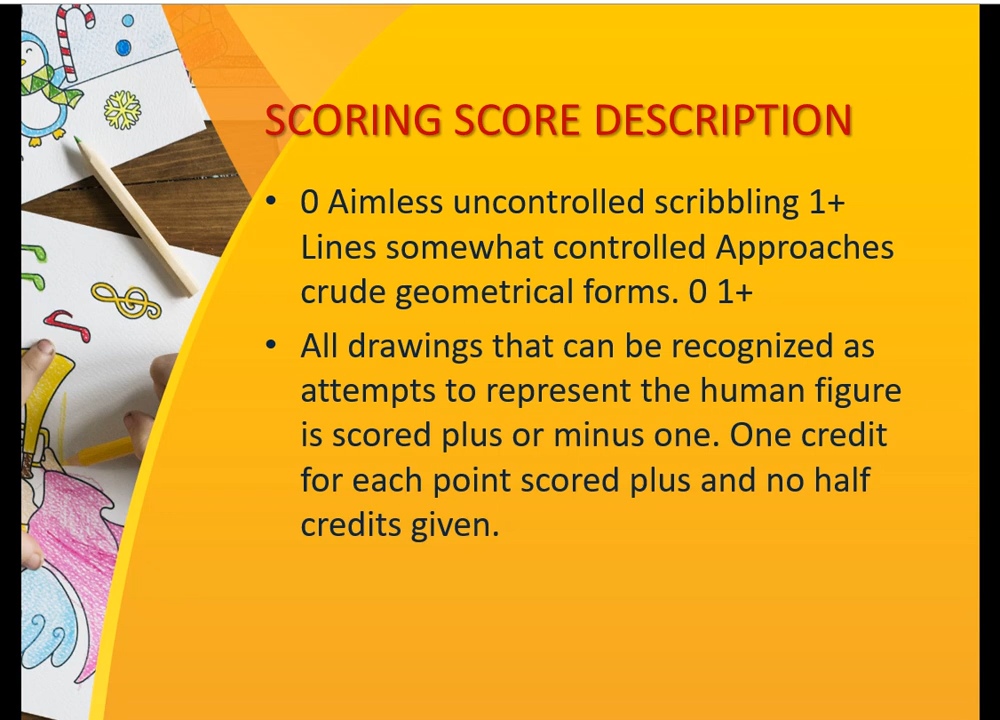 SCORING SCORE DESCRIPTION
• 0 Aimless uncontrolled scribbling 1+
Lines somewhat controlled Approaches
crude geometrical forms. 0 1+
• All drawings that can be recognized as
attempts to represent the human figure
is scored plus or minus one. One credit
for each point scored plus and no half
credits given.